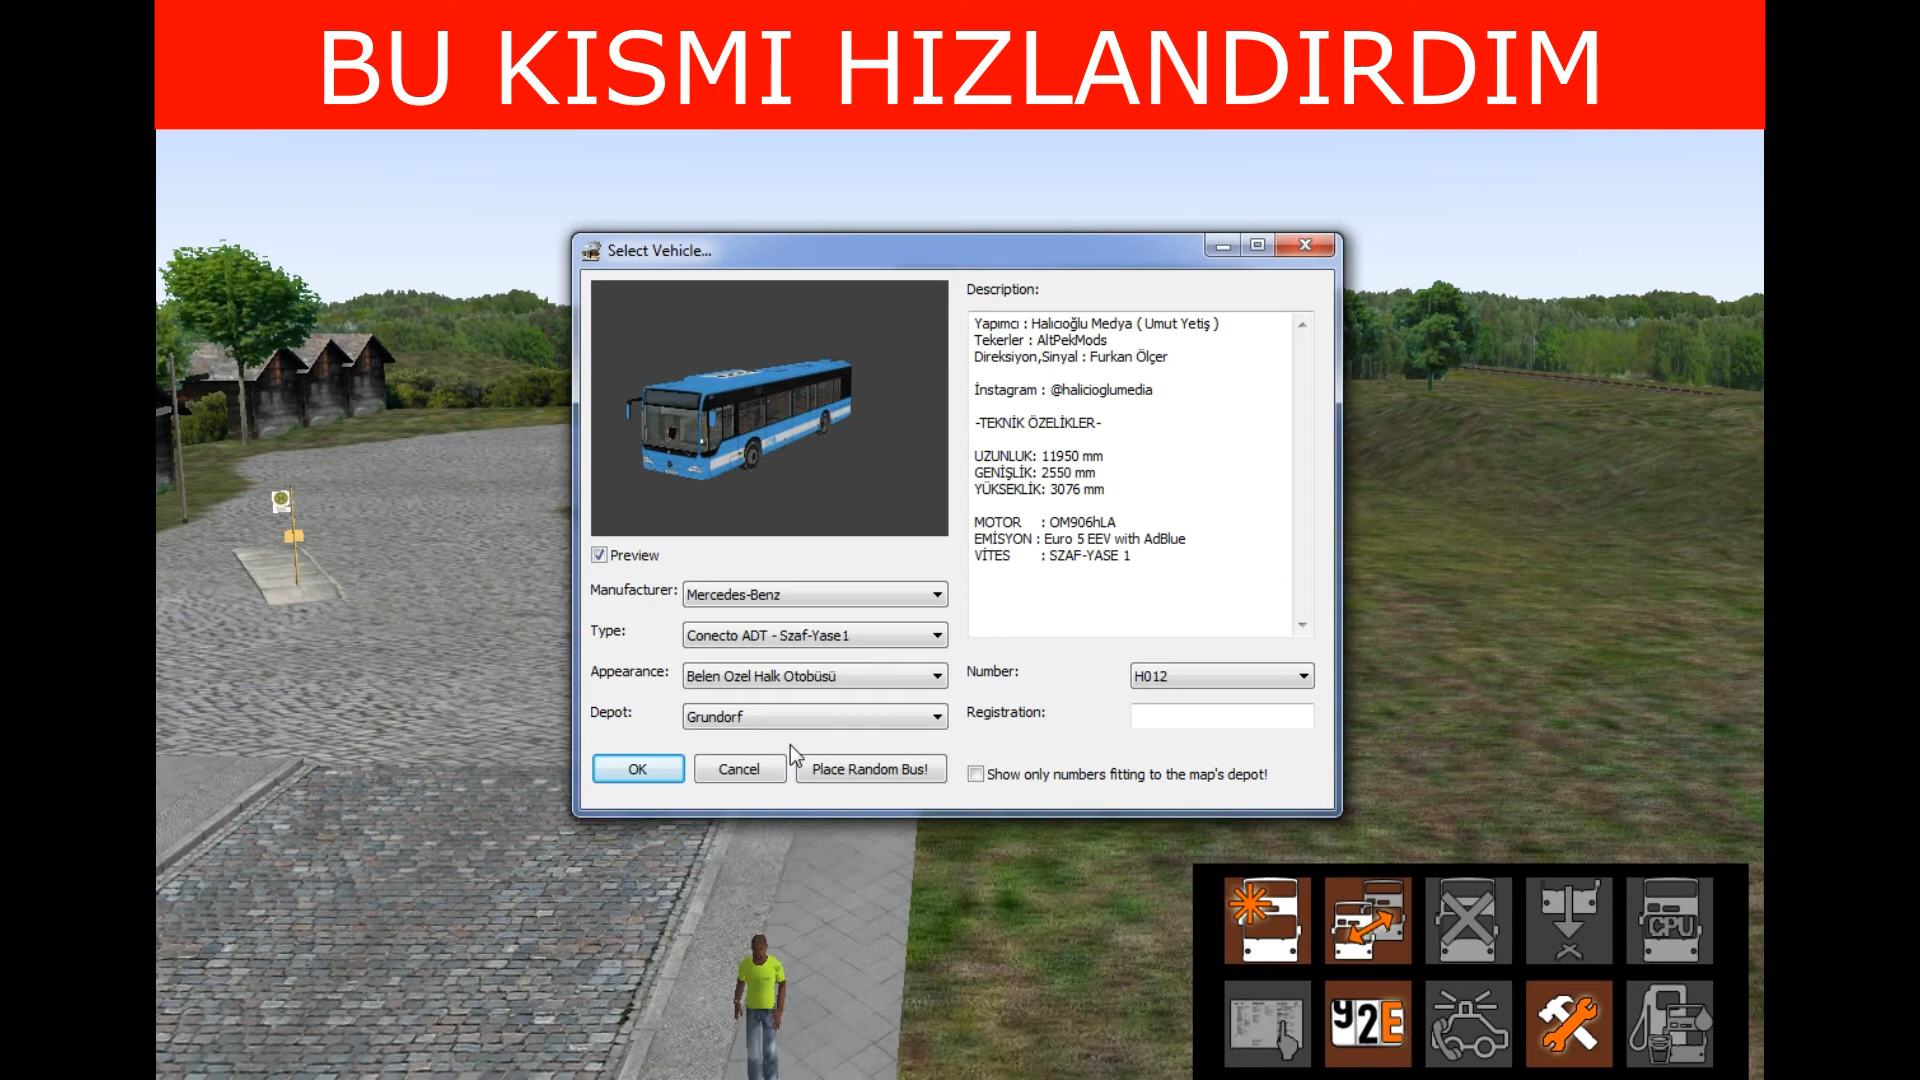 BU KISMI HIZLANDIRDIM
Select Vehicle...
Description:
Yapımcı : Halıcıoğlu Medya ( Umut Yetiş )
Tekerler : AltPekMods
Direksiyon,Sinyal : Furkan Ölçer
İnstagram : @halicioglumedia
-TEKNİK ÖZELİKLER-
UZUNLUK: 11950 mm
GENİŞLİK: 2550 mm
YÜKSEKLİK: 3076 mm
MOTOR : OM906hLA
EMİSYON : Euro 5 EEV with AdBlue
VİTES : SZAF-YASE 1
Preview
Manufacturer: Mercedes-Benz
Type: Conecto ADT - Szaf-Yase1
Appearance: Belen Ozel Halk Otobüsü
Number: H012
Depot: Grundorf
Registration:
OK Cancel Place Random Bus!
Show only numbers fitting to the map's depot!
CPU
92E